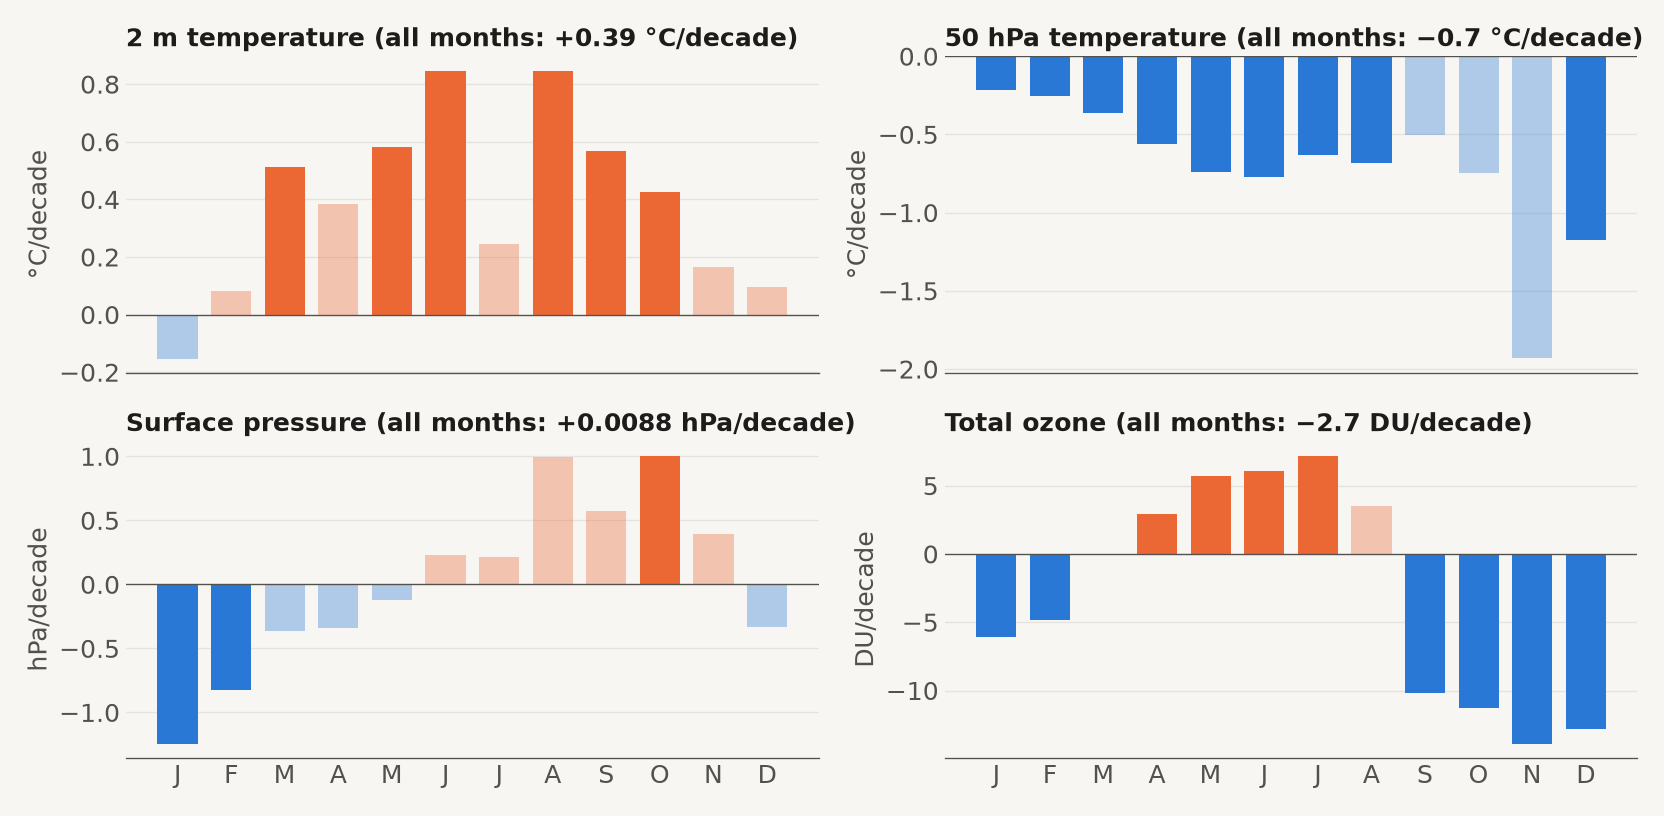 2 m temperature (all months: +0.39 °C/decade)
°C/decade
0.8
0.6
0.4
0.2
0.0
−0.2
50 hPa temperature (all months: −0.7 °C/decade)
°C/decade
0.0
−0.5
−1.0
−1.5
−2.0
Surface pressure (all months: +0.0088 hPa/decade)
hPa/decade
1.0
0.5
0.0
−0.5
−1.0
J F M A M J J A S O N D
Total ozone (all months: −2.7 DU/decade)
DU/decade
5
0
−5
−10
J F M A M J J A S O N D